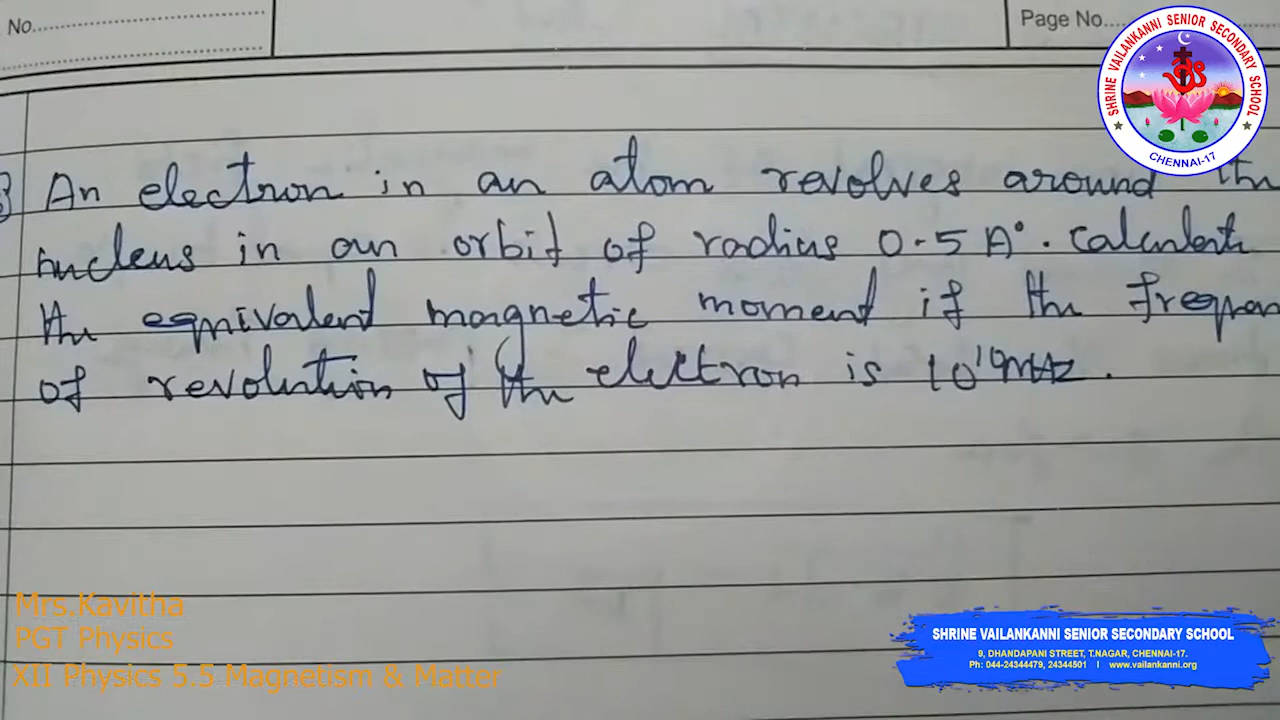 No.
Page No.
SHRINE VAILANKANNI SENIOR SECONDARY SCHOOL
CHENNAI-17
An electron in an atom revolves around the
nucleus in an orbit of radius 0.5 A°. Calculate
the equivalent magnetic moment if the frequen
of revolution of the electron is 10¹⁰ MHz.
Mrs.Kavitha
PGT Physics
XII Physics 5.5 Magnetism & Matter
SHRINE VAILANKANNI SENIOR SECONDARY SCHOOL
9, DHANDAPANI STREET, T.NAGAR, CHENNAI-17.
Ph: 044-24344479, 24344501 I www.vailankanni.org